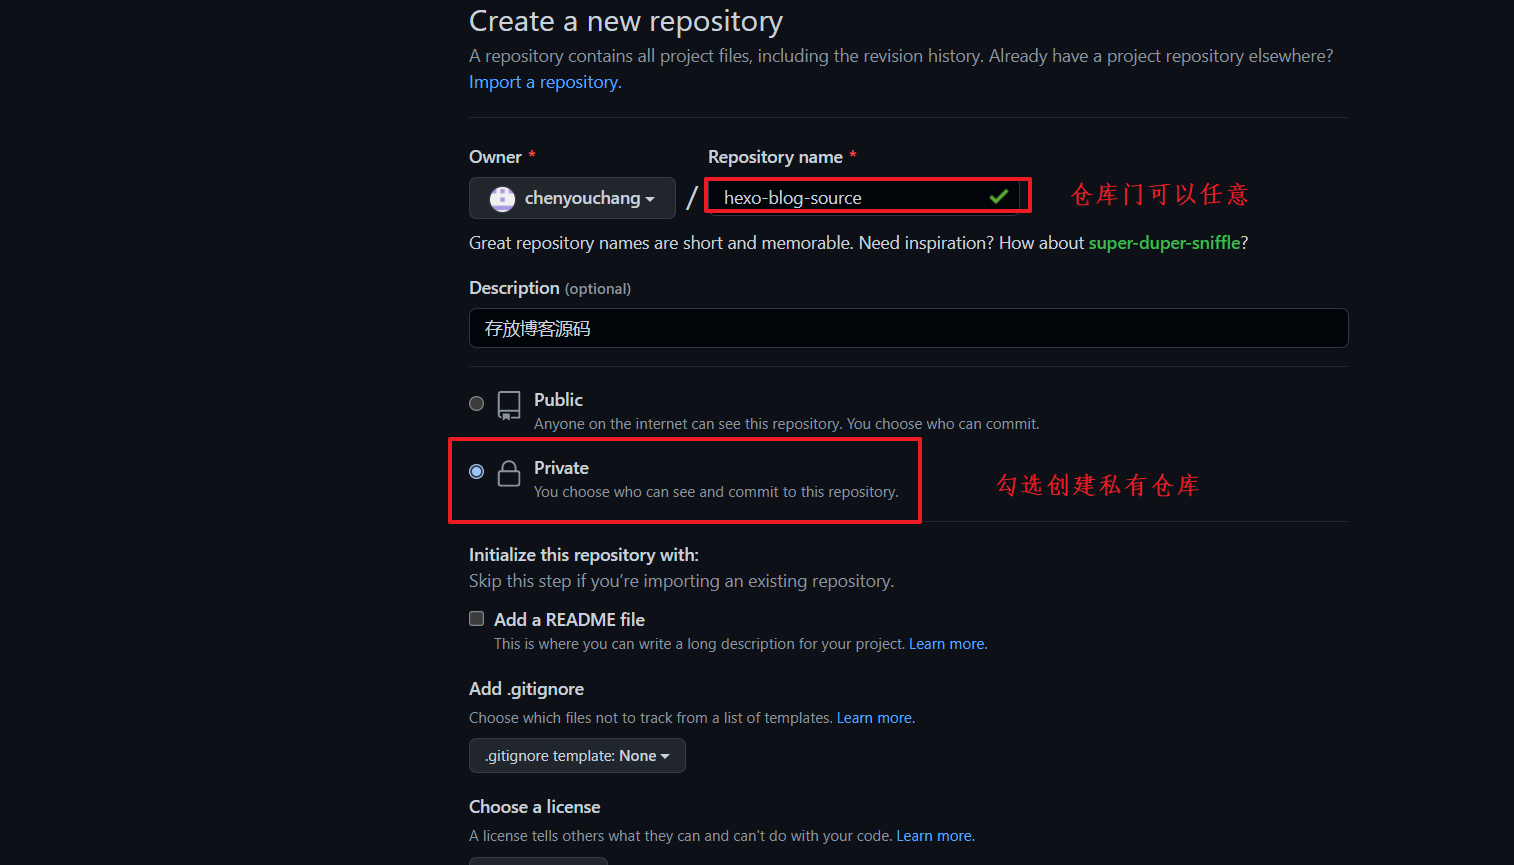 Create a new repository
A repository contains all project files, including the revision history. Already have a project repository elsewhere?
Import a repository.
Owner *
Repository name *
chenyouchang
/
hexo-blog-source
仓库门可以任意
Great repository names are short and memorable. Need inspiration? How about super-duper-sniffle?
Description (optional)
存放博客源码
Public
Anyone on the internet can see this repository. You choose who can commit.
Private
You choose who can see and commit to this repository.
勾选创建私有仓库
Initialize this repository with:
Skip this step if you’re importing an existing repository.
Add a README file
This is where you can write a long description for your project. Learn more.
Add .gitignore
Choose which files not to track from a list of templates. Learn more.
.gitignore template: None
Choose a license
A license tells others what they can and can't do with your code. Learn more.